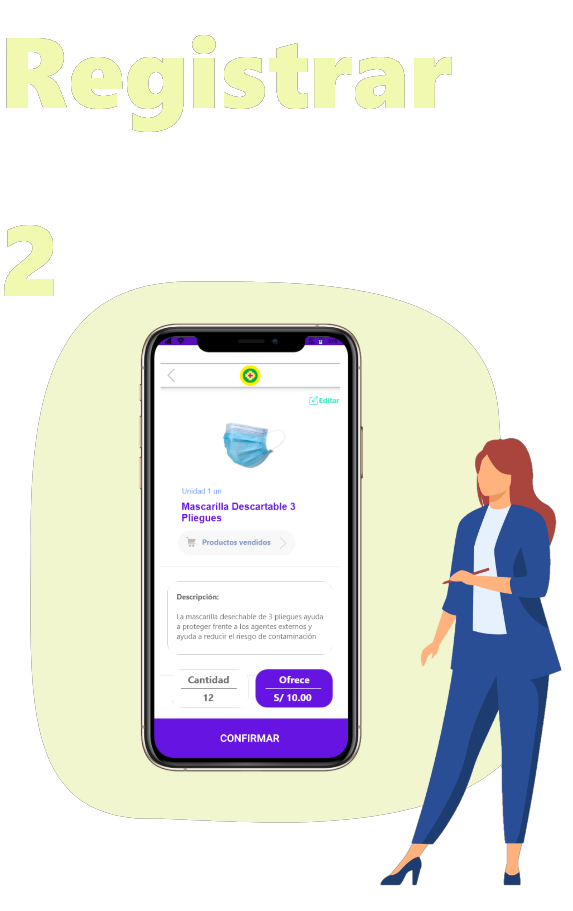 Registrar
2
Editar
Unidad 1 un
Mascarilla Descartable 3
Pliegues
Productos vendidos
Descripción:
La mascarilla desechable de 3 pliegues ayuda
a proteger frente a los agentes externos y
ayuda a reducir el riesgo de contaminación
Cantidad
12
Ofrece
S/ 10.00
CONFIRMAR